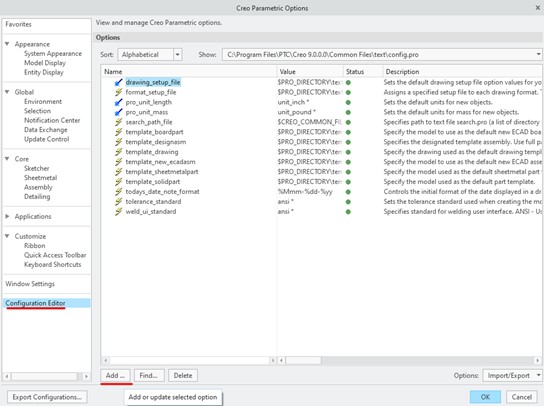 Creo Parametric Options
Favorites
Appearance
System Appearance
Model Display
Entity Display
Global
Environment
Selection
Notification Center
Data Exchange
Update Control
Core
Sketcher
Sheetmetal
Assembly
Detailing
Applications
Customize
Ribbon
Quick Access Toolbar
Keyboard Shortcuts
Window Settings
Configuration Editor
View and manage Creo Parametric options.
Options
Sort: Alphabetical Show: C:\Program Files\PTC\Creo 9.0.0.0\Common Files\text\config.pro
Name Value Status Description
drawing_setup_file $PRO_DIRECTORY\tex Sets the default drawing setup file option values for yo
format_setup_file $PRO_DIRECTORY\tex Assigns a specified setup file to each drawing format. T
pro_unit_length unit_inch * Sets the default units for new objects.
pro_unit_mass unit_pound * Sets the default units for mass for new objects.
search_path_file $CREO_COMMON_FI Specifies path to text file search.pro (a list of directory
template_boardpart $PRO_DIRECTORY\ter Specify the model to use as the default new ECAD boa
template_designasm $PRO_DIRECTORY\ter Specifies the designated template assembly. Use full pa
template_drawing $PRO_DIRECTORY\ter Specify the drawing used as the default drawing templ
template_new_ecadasm $PRO_DIRECTORY\ter Specify the model to use as the default new ECAD asse
template_sheetmetalpart $PRO_DIRECTORY\ter Specify the model used as the default sheetmetal part t
template_solidpart $PRO_DIRECTORY\ter Specify the model used as the default part template.
todays_date_note_format %Mmm-%dd-%yy Controls the initial format of the date displayed in a dr
tolerance_standard ansi * Sets the tolerance standard used when creating the mo
weld_ui_standard ansi * Specifies standard for welding user interface. ANSI - Us
Add ... Find... Delete Options: Import/Export
Export Configurations... Add or update selected option OK Cancel